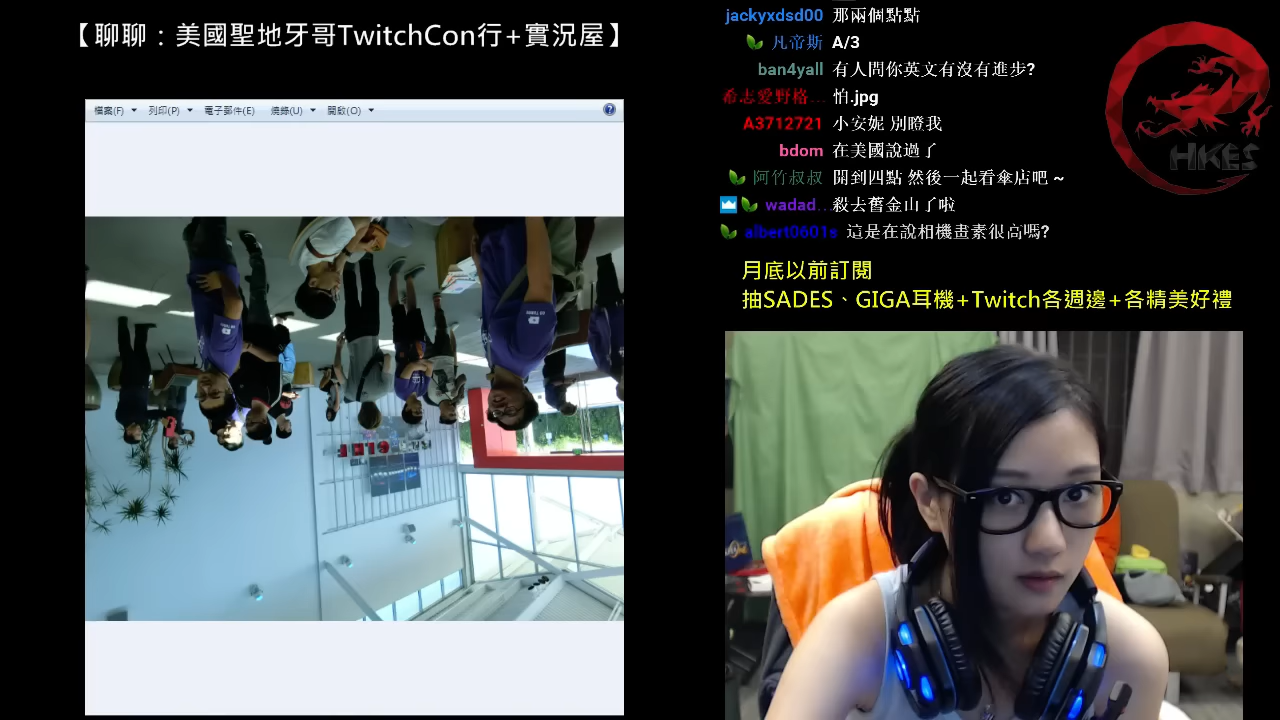 【聊聊：美國聖地牙哥TwitchCon行+實況屋】
檔案(F) 列印(P) 電子郵件(E) 燒錄(U) 開啟(O)
jackyxdsd00 那兩個點點
凡帝斯 A/3
ban4yall 有人問你英文有沒有進步?
希志愛野格... 怕.jpg
A3712721 小安妮 別瞪我
bdom 在美國說過了
阿竹叔叔 開到四點 然後一起看傘店吧 ~
wadad... 殺去舊金山了啦
albert0601s 這是在說相機畫素很高嗎?
HKES
月底以前訂閱
抽SADES、GIGA耳機+Twitch各週邊+各精美好禮